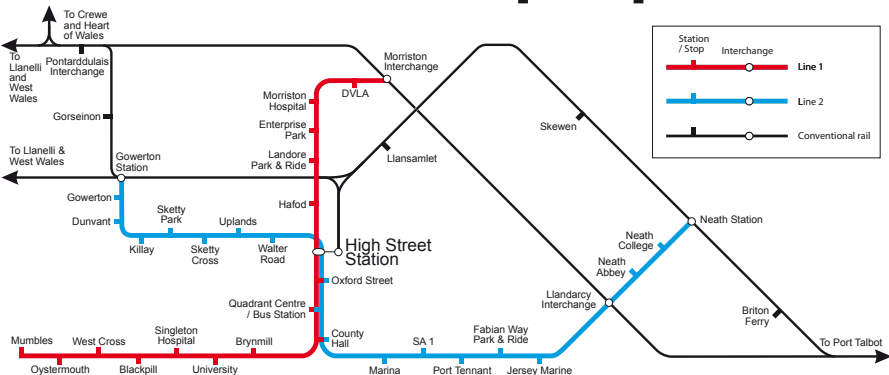 To Crewe
and Heart
of Wales
To
Llanelli
and
West
Wales
Pontarddulais
Interchange
Gorseinon
To Llanelli &
West Wales
Gowerton
Station
Gowerton
Dunvant
Killay
Sketty
Park
Sketty
Cross
Uplands
Walter
Road
Morriston
Interchange
DVLA
Morriston
Hospital
Enterprise
Park
Landore
Park & Ride
Hafod
Llansamlet
High Street
Station
Oxford Street
Quadrant Centre
/ Bus Station
County
Hall
Mumbles
Oystermouth
West Cross
Blackpill
Singleton
Hospital
University
Brynmill
Marina
SA 1
Port Tennant
Fabian Way
Park & Ride
Jersey Marine
Llandarcy
Interchange
Neath
Abbey
Neath
College
Neath Station
Skewen
Briton
Ferry
To Port Talbot
Station
/ Stop
Interchange
Line 1
Line 2
Conventional rail